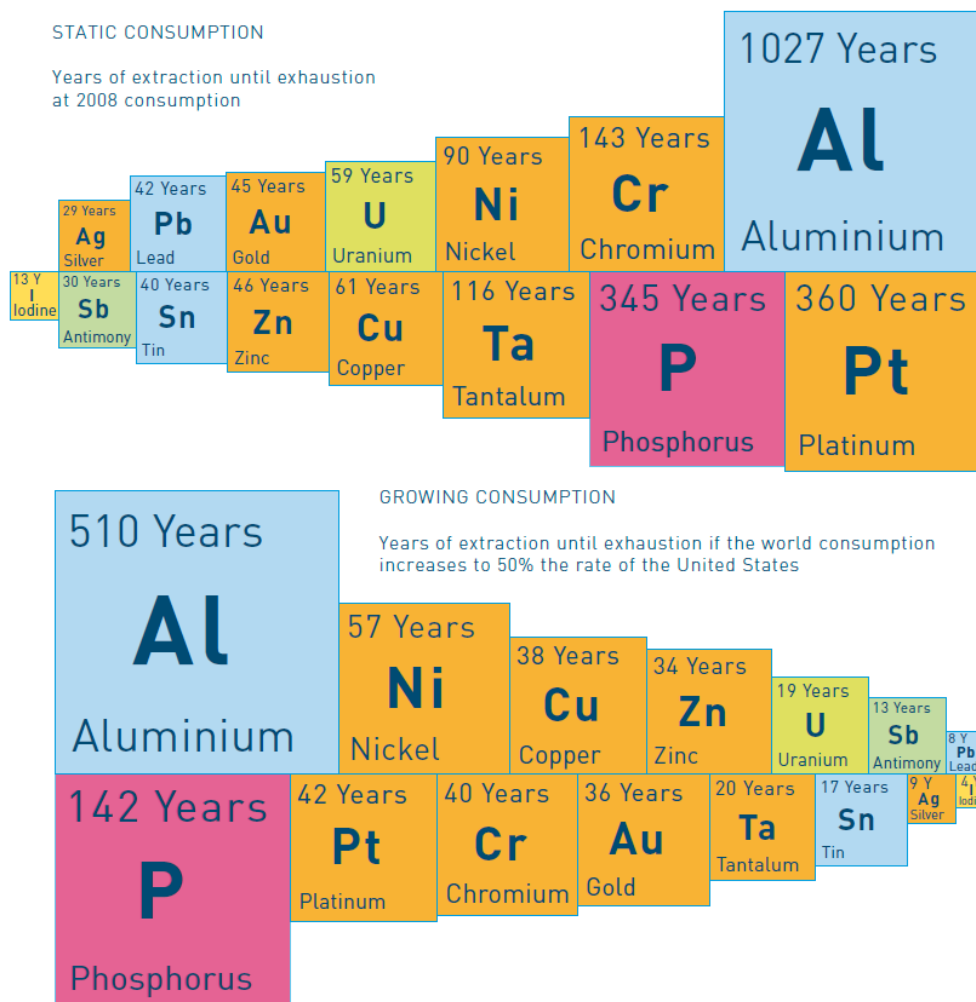 STATIC CONSUMPTION
Years of extraction until exhaustion
at 2008 consumption
29 Years
Ag
Silver
42 Years
Pb
Lead
45 Years
Au
Gold
59 Years
U
Uranium
90 Years
Ni
Nickel
143 Years
Cr
Chromium
1027 Years
Al
Aluminium
13 Y
I
Iodine
30 Years
Sb
Antimony
40 Years
Sn
Tin
46 Years
Zn
Zinc
61 Years
Cu
Copper
116 Years
Ta
Tantalum
345 Years
P
Phosphorus
360 Years
Pt
Platinum
GROWING CONSUMPTION
Years of extraction until exhaustion if the world consumption
increases to 50% the rate of the United States
510 Years
Al
Aluminium
57 Years
Ni
Nickel
38 Years
Cu
Copper
34 Years
Zn
Zinc
19 Years
U
Uranium
13 Years
Sb
Antimony
8 Y
Pb
Lead
142 Years
P
Phosphorus
42 Years
Pt
Platinum
40 Years
Cr
Chromium
36 Years
Au
Gold
20 Years
Ta
Tantalum
17 Years
Sn
Tin
9 Y
Ag
Silver
4
I